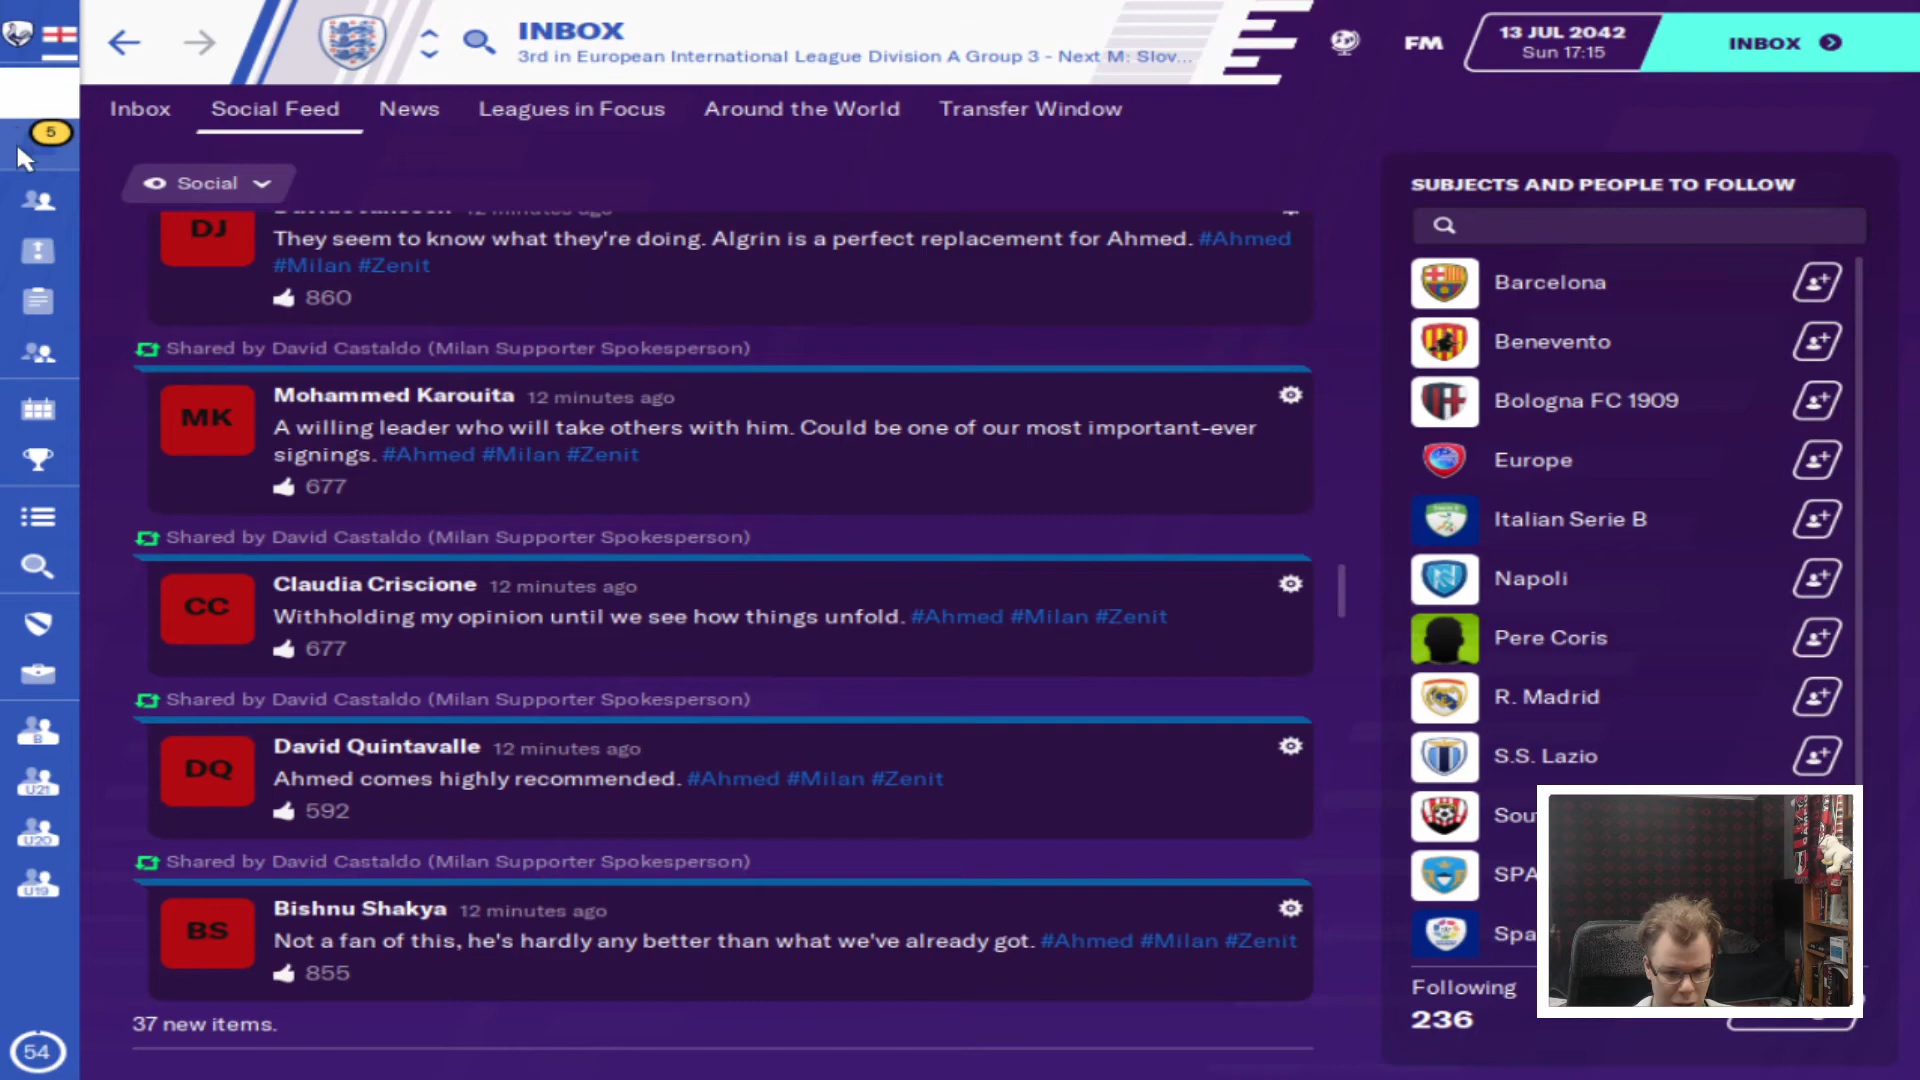 INBOX
3rd in European International League Division A Group 3 - Next M: Slov...
FM
13 JUL 2042
Sun 17:15
INBOX
Inbox
Social Feed
News
Leagues in Focus
Around the World
Transfer Window
5
Social
DJ
12 minutes ago
They seem to know what they're doing. Algrin is a perfect replacement for Ahmed. #Ahmed
#Milan #Zenit
860
Shared by David Castaldo (Milan Supporter Spokesperson)
MK
Mohammed Karouita 12 minutes ago
A willing leader who will take others with him. Could be one of our most important-ever
signings. #Ahmed #Milan #Zenit
677
Shared by David Castaldo (Milan Supporter Spokesperson)
CC
Claudia Criscione 12 minutes ago
Withholding my opinion until we see how things unfold. #Ahmed #Milan #Zenit
677
Shared by David Castaldo (Milan Supporter Spokesperson)
DQ
David Quintavalle 12 minutes ago
Ahmed comes highly recommended. #Ahmed #Milan #Zenit
592
Shared by David Castaldo (Milan Supporter Spokesperson)
BS
Bishnu Shakya 12 minutes ago
Not a fan of this, he's hardly any better than what we've already got. #Ahmed #Milan #Zenit
855
37 new items.
SUBJECTS AND PEOPLE TO FOLLOW
Barcelona
Benevento
Bologna FC 1909
Europe
Italian Serie B
Napoli
Pere Coris
R. Madrid
S.S. Lazio
Sou
SPA
Spa
Following
236
B
U21
U20
U19
54